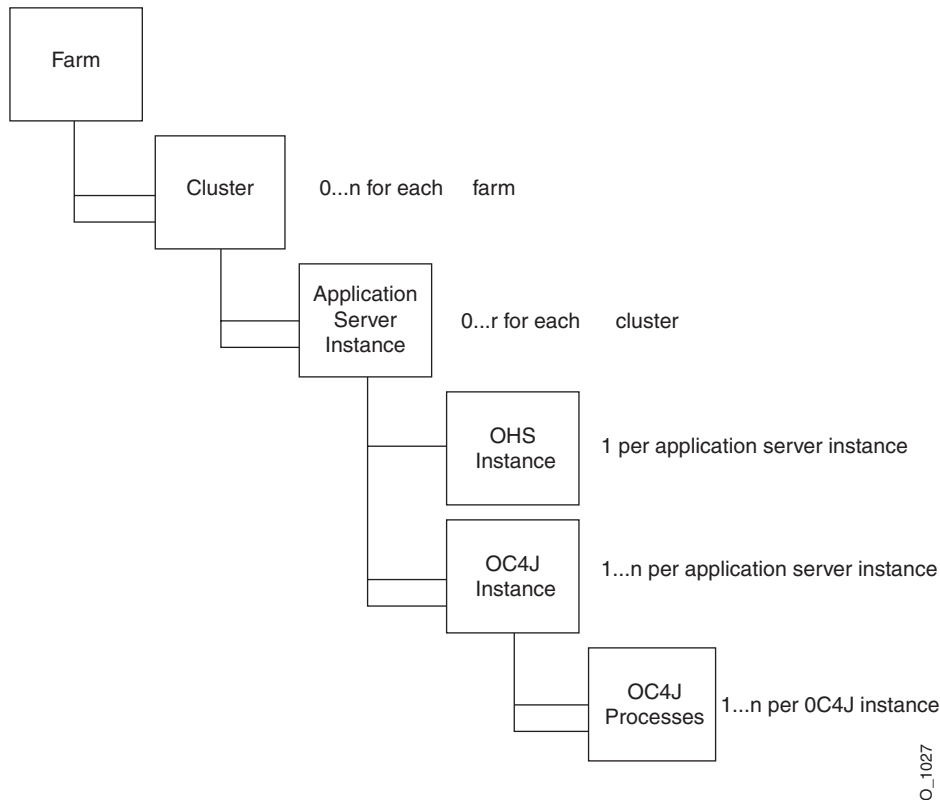 Farm
Cluster
0...n for each farm
Application
Server
Instance
0...r for each cluster
OHS
Instance
1 per application server instance
OC4J
Instance
1...n per application server instance
OC4J
Processes
1...n per 0C4J instance
O_1027